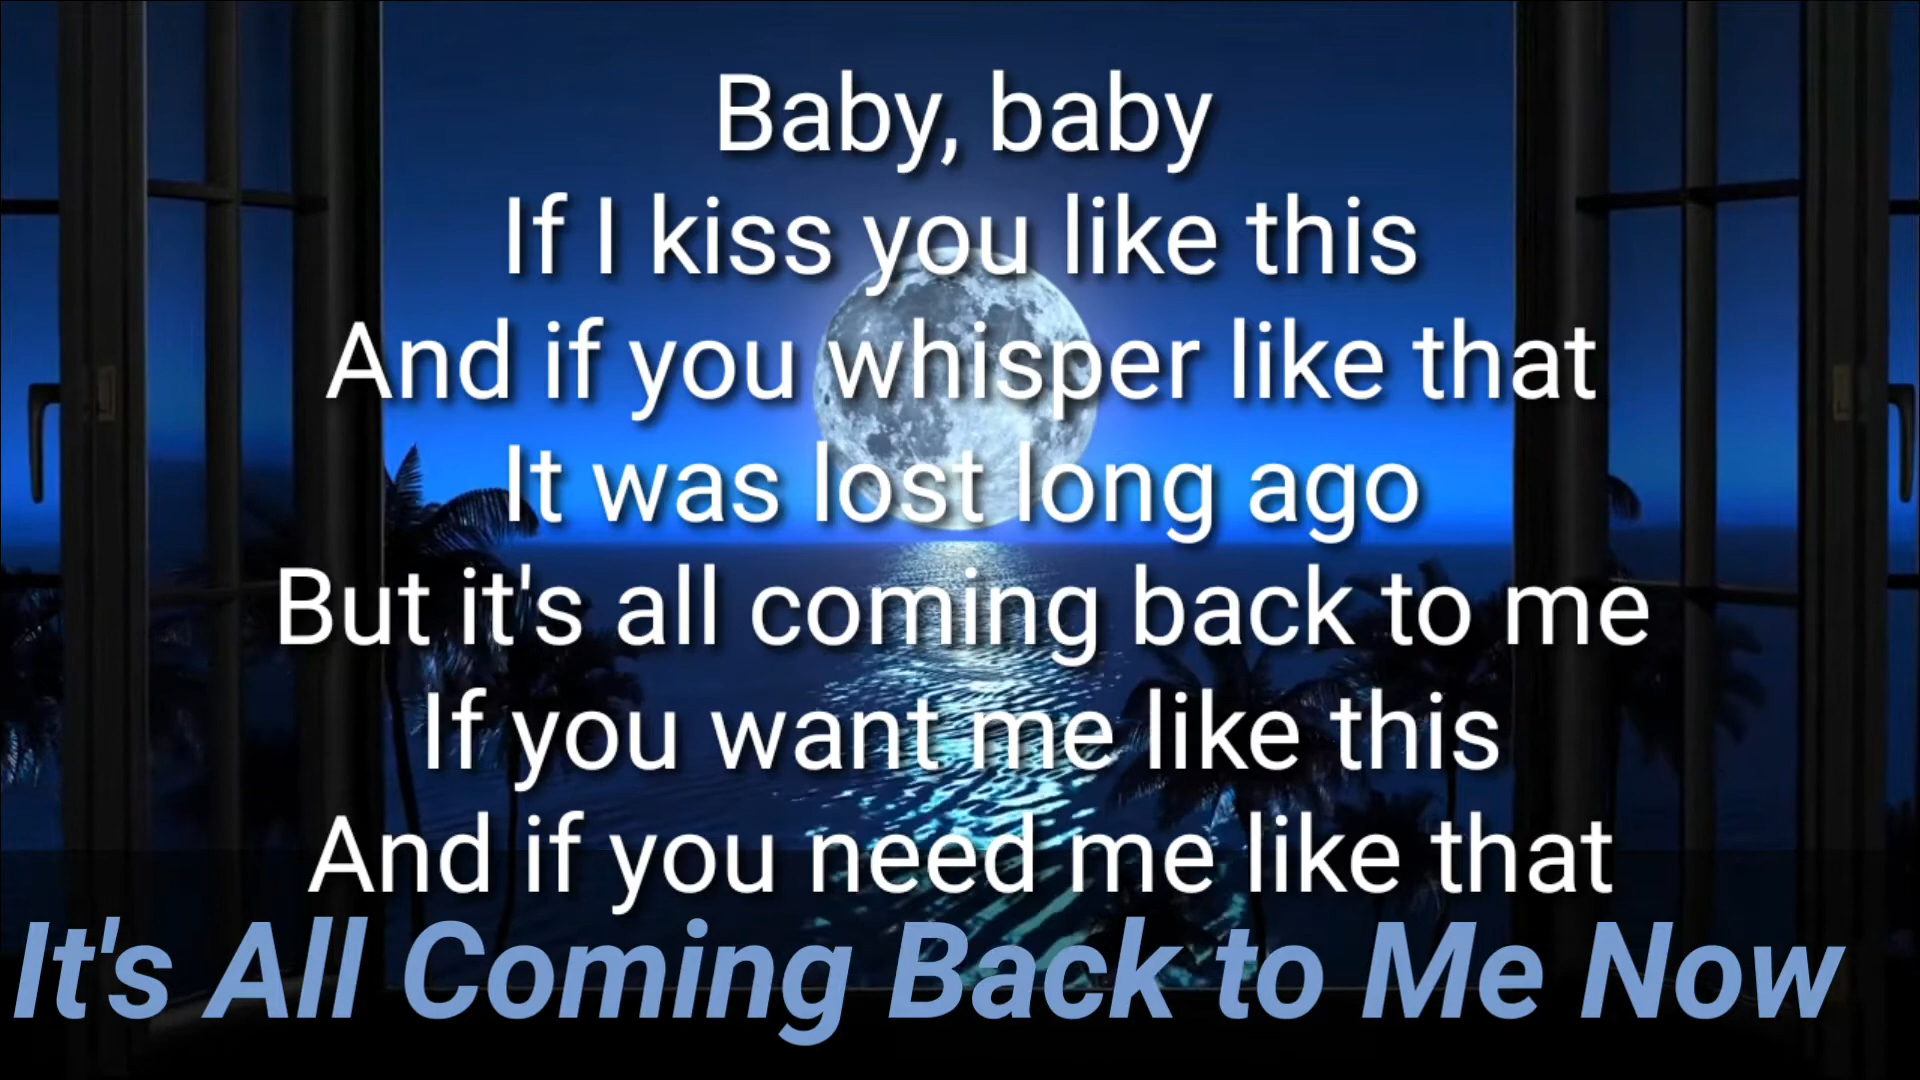 Baby, baby
If I kiss you like this
And if you whisper like that
It was lost long ago
But it's all coming back to me
If you want me like this
And if you need me like that
It's All Coming Back to Me Now